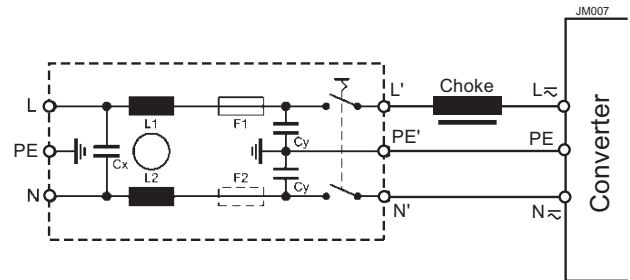 JM007
L
L1
F1
Cy
L'
Choke
L≂
PE
Cx
PE'
PE
N
L2
F2
Cy
N'
N≂
Converter